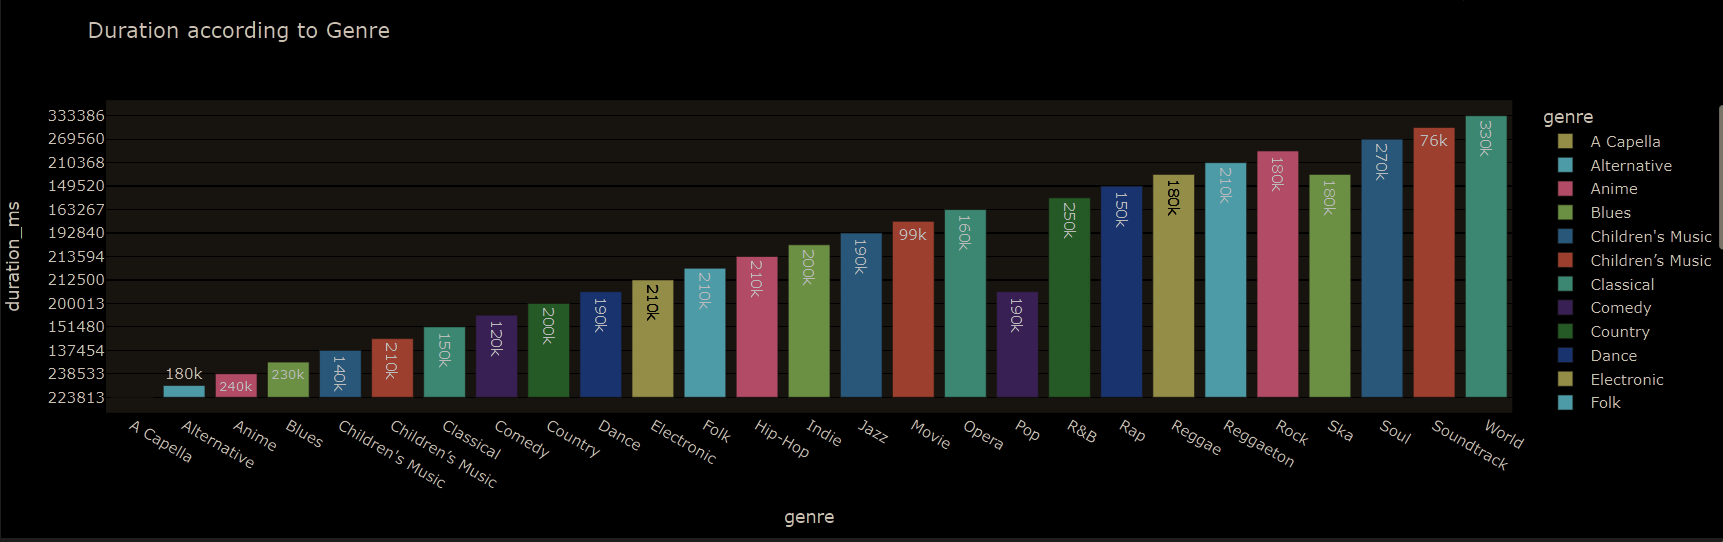 Duration according to Genre
duration_ms
333386
269560
210368
149520
163267
192840
213594
212500
200013
151480
137454
238533
223813
180k
240k
230k
140k
210k
150k
120k
200k
190k
210k
210k
210k
200k
190k
99k
160k
190k
250k
150k
180k
210k
180k
180k
270k
76k
330k
A Capella
Alternative
Anime
Blues
Children's Music
Children’s Music
Classical
Comedy
Country
Dance
Electronic
Folk
Hip-Hop
Indie
Jazz
Movie
Opera
Pop
R&B
Rap
Reggae
Reggaeton
Rock
Ska
Soul
Soundtrack
World
genre
genre
A Capella
Alternative
Anime
Blues
Children's Music
Children’s Music
Classical
Comedy
Country
Dance
Electronic
Folk